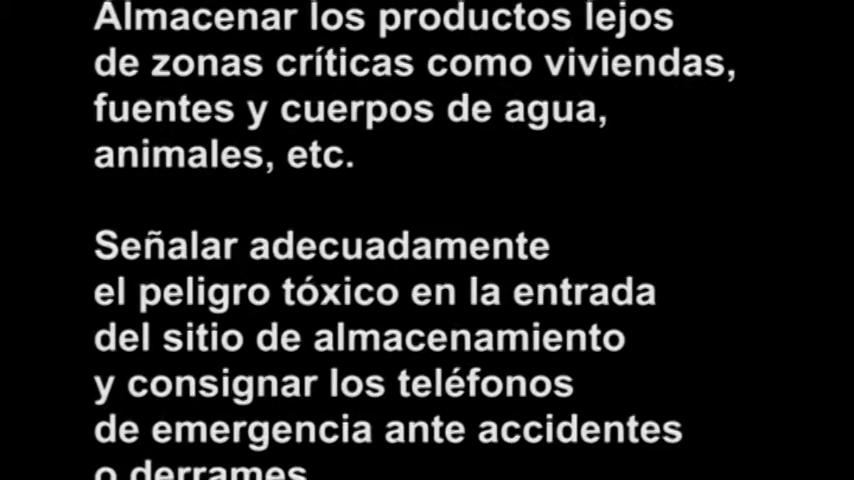 Almacenar los productos lejos
de zonas críticas como viviendas,
fuentes y cuerpos de agua,
animales, etc.
Señalar adecuadamente
el peligro tóxico en la entrada
del sitio de almacenamiento
y consignar los teléfonos
de emergencia ante accidentes
o derrames